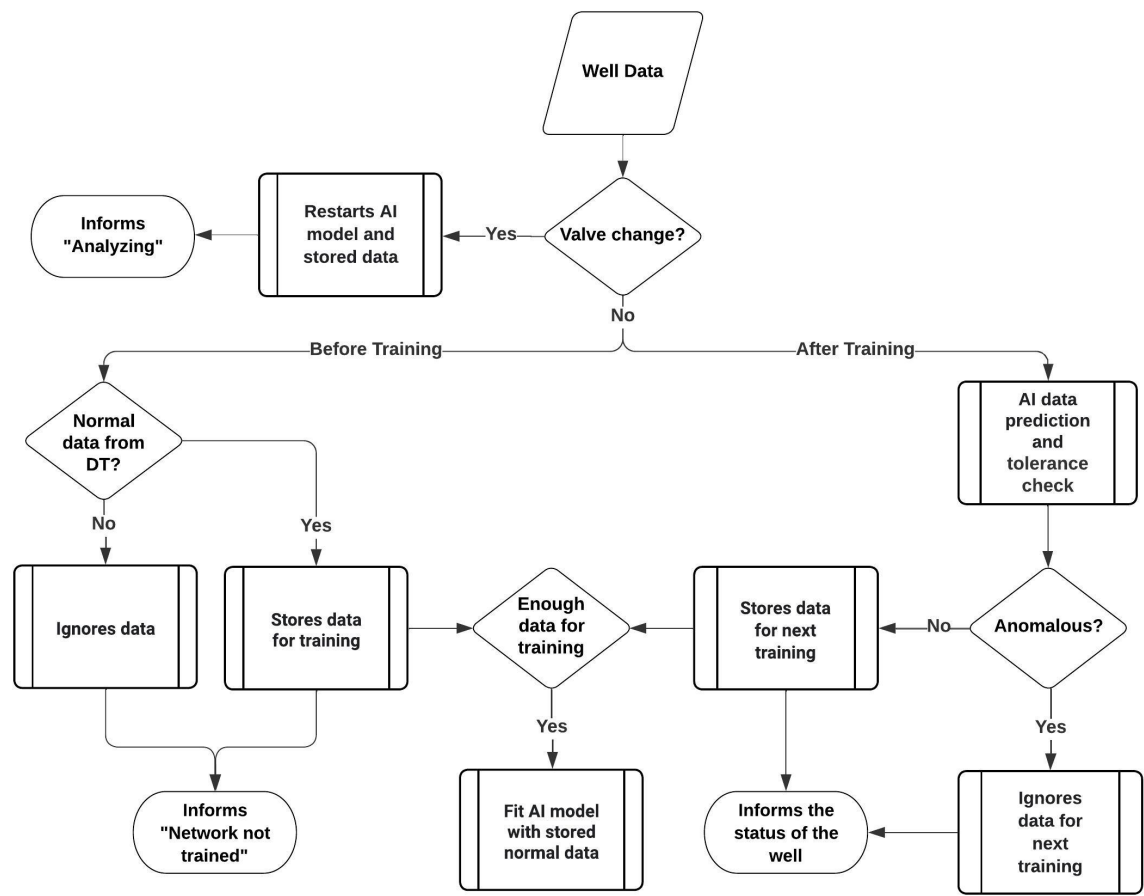 Well Data
Valve change?
Yes
Restarts AI
model and
stored data
Informs
"Analyzing"
No
Before Training
After Training
Normal
data from
DT?
No
Yes
AI data
prediction
and
tolerance
check
Ignores data
Stores data
for training
Enough
data for
training
Stores data
for next
training
No
Anomalous?
Yes
Yes
Informs
"Network not
trained"
Fit AI model
with stored
normal data
Informs the
status of the
well
Ignores
data for
next
training